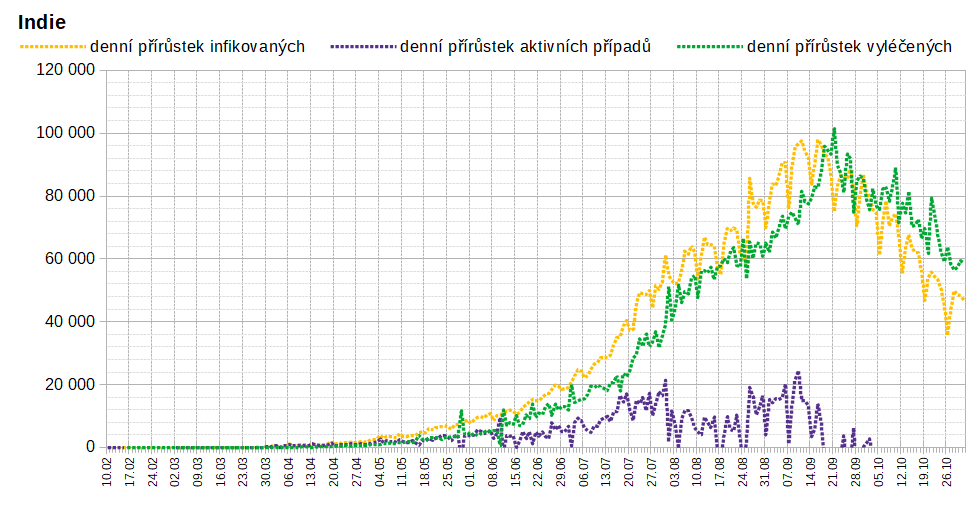 Indie
denní přírůstek infikovaných denní přírůstek aktivních případů denní přírůstek vyléčených
120 000
100 000
80 000
60 000
40 000
20 000
0
10.02 17.02 24.02 02.03 09.03 16.03 23.03 30.03 06.04 13.04 20.04 27.04 04.05 11.05 18.05 25.05 01.06 08.06 15.06 22.06 29.06 06.07 13.07 20.07 27.07 03.08 10.08 17.08 24.08 31.08 07.09 14.09 21.09 28.09 05.10 12.10 19.10 26.10